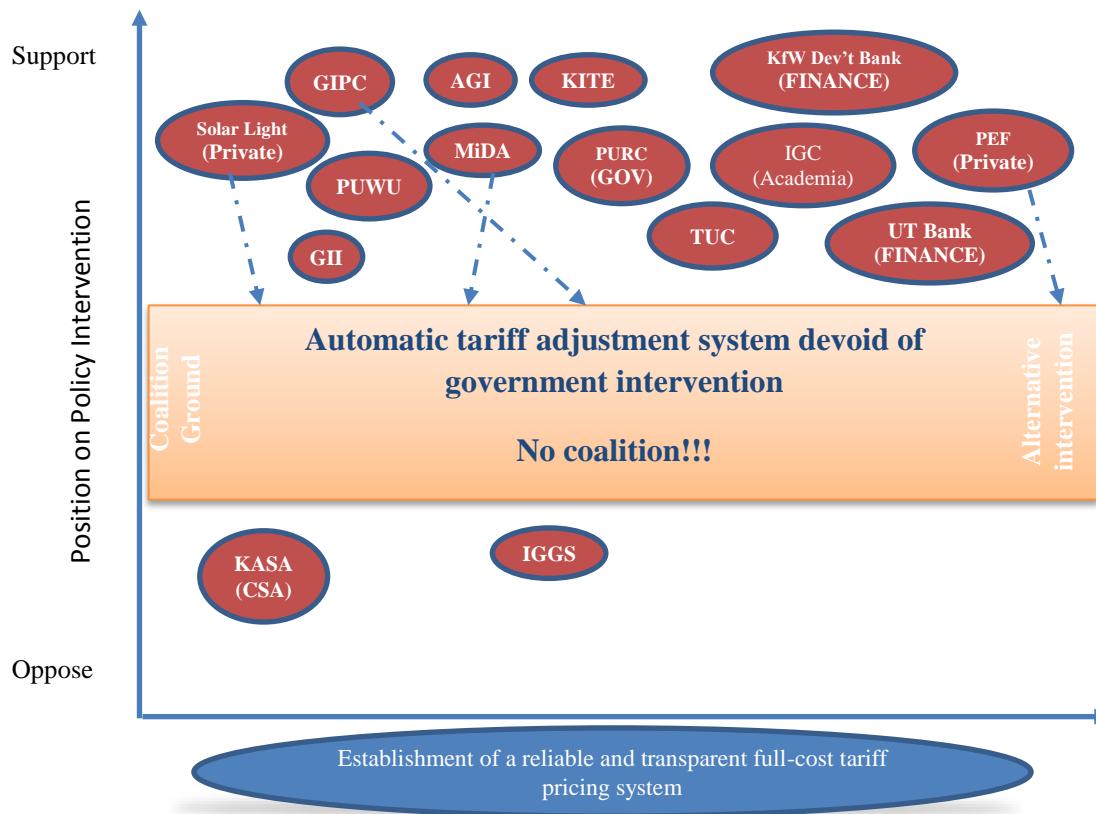 Support
GIPC
AGI
KITE
KfW Dev’t Bank
(FINANCE)
Solar Light
(Private)
MiDA
PURC
(GOV)
IGC
(Academia)
PEF
(Private)
PUWU
TUC
UT Bank
(FINANCE)
GII
Position on Policy Intervention
Coalition
Ground
Automatic tariff adjustment system devoid of
government intervention
No coalition!!!
Alternative
intervention
KASA
(CSA)
IGGS
Oppose
Establishment of a reliable and transparent full-cost tariff
pricing system